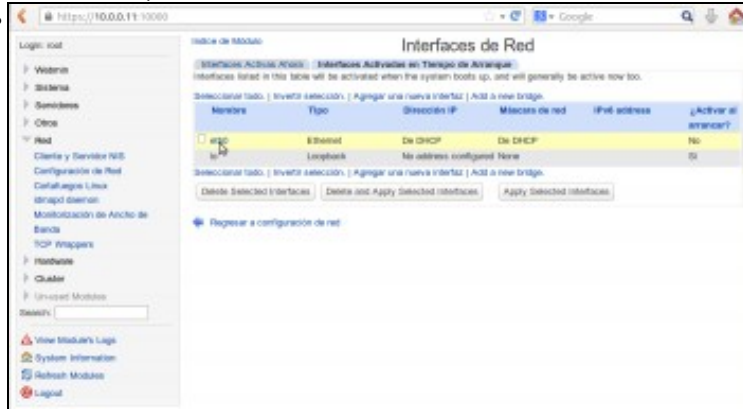 https://10.0.0.11:10000
Google
Login: root
Webmin
Sistema
Servidores
Otros
Red
Cliente y Servidor NIS
Configuración de Red
Cortafuegos Linux
idmapd daemon
Monitorización de Ancho de Banda
TCP Wrappers
Hardware
Cluster
Un-used Modules
Search:
View Module's Logs
System Information
Refresh Modules
Logout
Índice de Módulo
Interfaces de Red
Interfaces Activas Ahora Interfaces Activadas en Tiempo de Arranque
Interfaces listed in this table will be activated when the system boots up, and will generally be active now too.
Seleccionar todo. | Invertir selección. | Agregar una nueva interfaz | Add a new bridge.
Nombre Tipo Dirección IP Máscara de red IPv6 address ¿Activar al arrancar?
eth0 Ethernet De DHCP De DHCP No
lo Loopback No address configured None Sí
Seleccionar todo. | Invertir selección. | Agregar una nueva interfaz | Add a new bridge.
Delete Selected Interfaces Delete and Apply Selected Interfaces Apply Selected Interfaces
Regresar a configuración de red